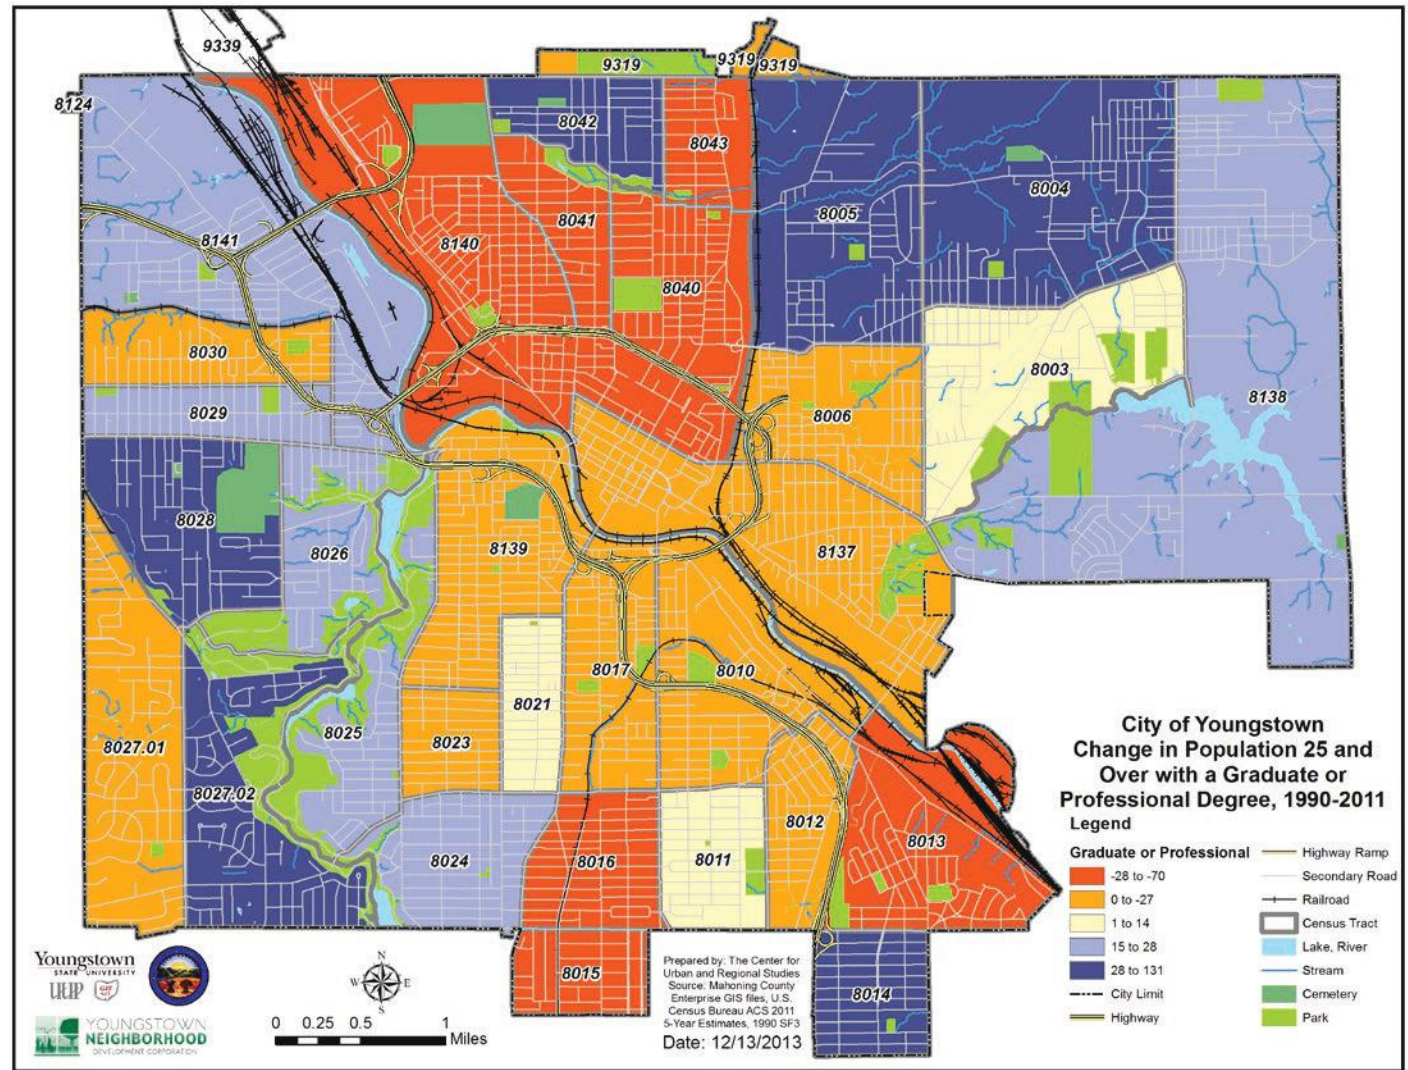 9339
9319
9319
9319
8124
8042
8043
8004
8005
8041
8141
8140
8040
8030
8003
8029
8138
8006
8028
8026
8139
8137
8017
8010
8021
8025
8023
8027.01
8027.02
8012
8013
8024
8016
8011
8015
8014
City of Youngstown
Change in Population 25 and
Over with a Graduate or
Professional Degree, 1990-2011
Legend
Graduate or Professional
-28 to -70
0 to -27
1 to 14
15 to 28
28 to 131
City Limit
Highway
Highway Ramp
Secondary Road
Railroad
Census Tract
Lake, River
Stream
Cemetery
Park
Youngstown
STATE UNIVERSITY
YOUNGSTOWN
NEIGHBORHOOD
DEVELOPMENT CORPORATION
N
W E
S
0 0.25 0.5 1
Miles
Prepared by: The Center for
Urban and Regional Studies
Source: Mahoning County
Enterprise GIS files, U.S.
Census Bureau ACS 2011
5-Year Estimates, 1990 SF3
Date: 12/13/2013